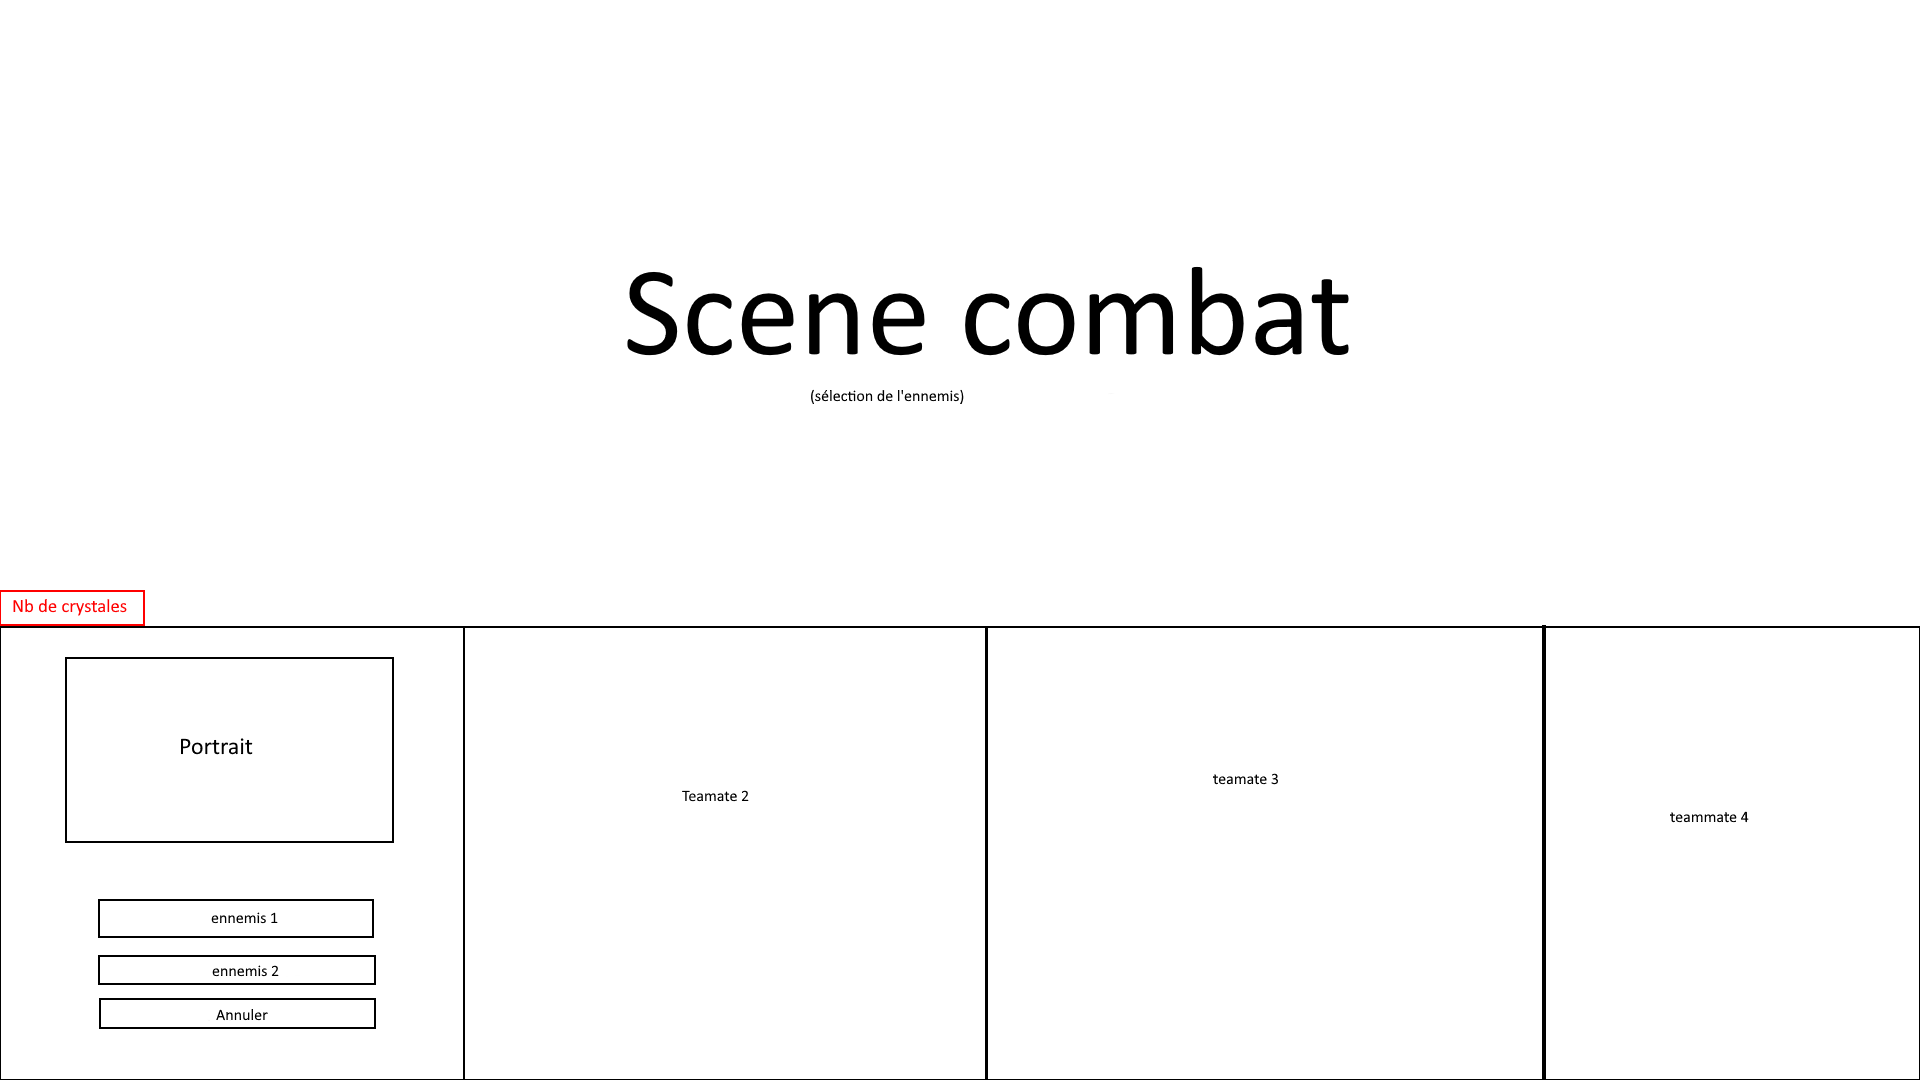 Scene combat
(sélection de l'ennemis)
Nb de crystales
Portrait
ennemis 1
ennemis 2
Annuler
Teamate 2
teamate 3
teammate 4